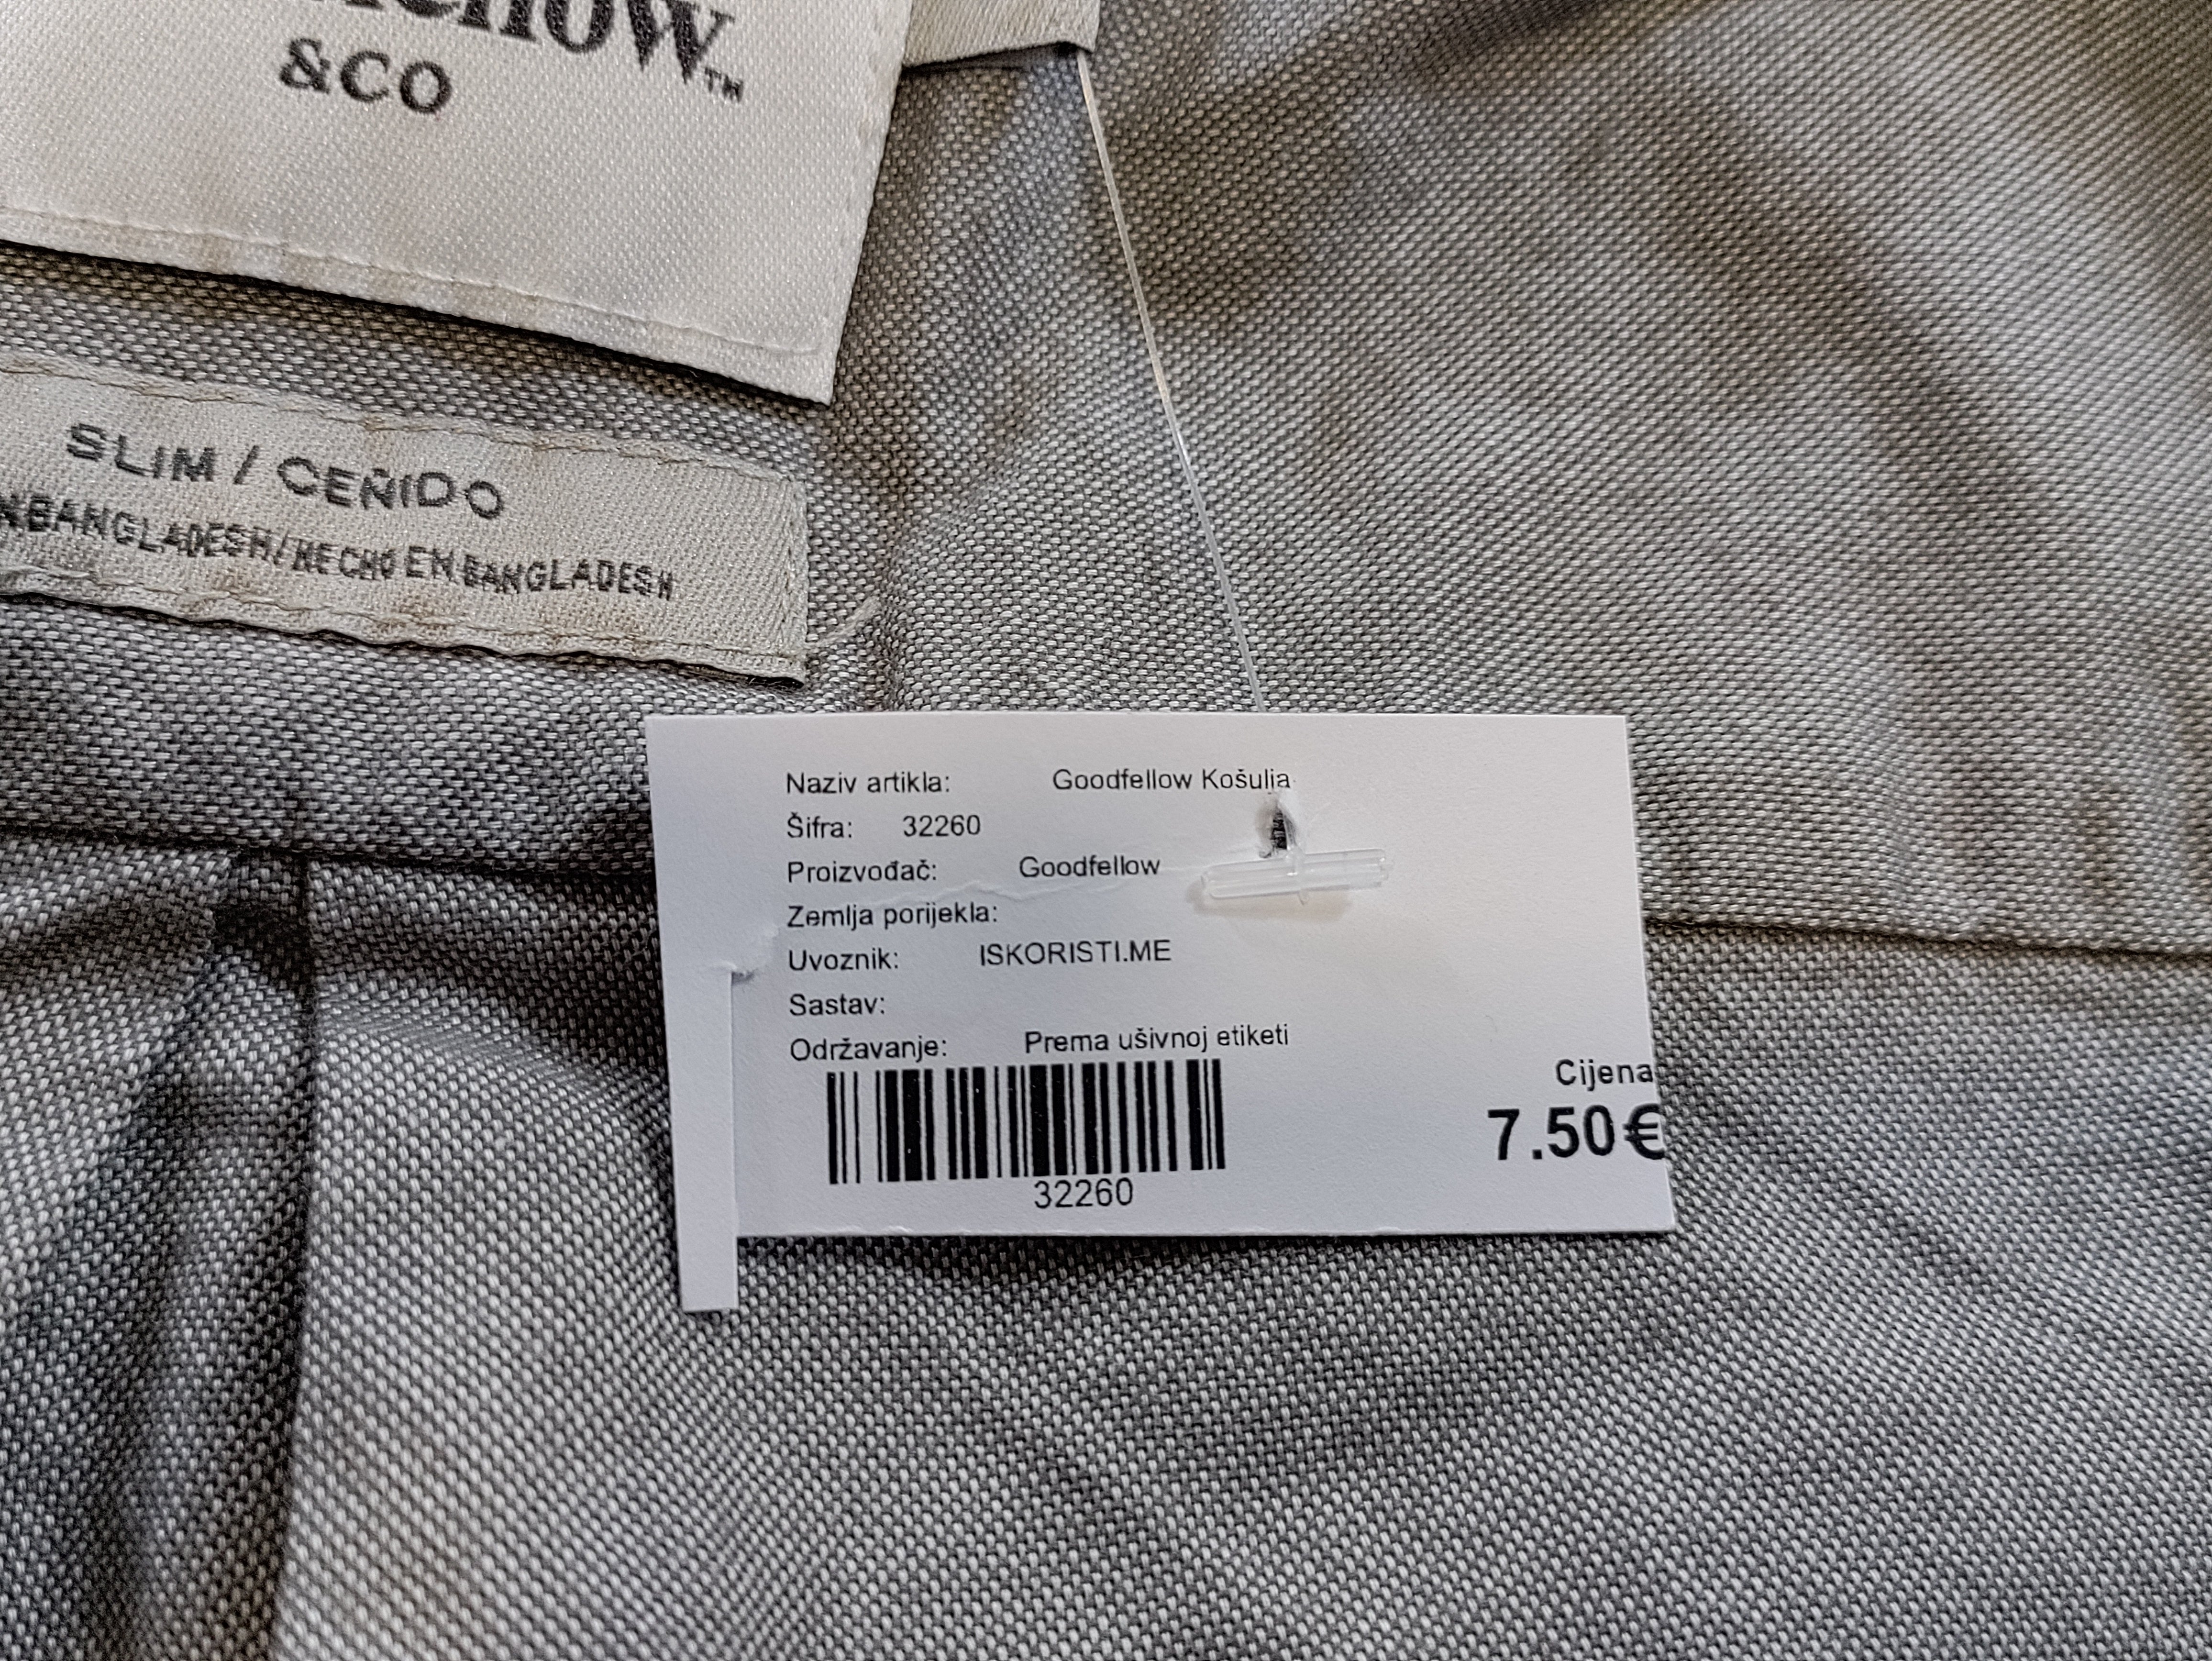 &CO
TM
SLIM / CEÑIDO
BANGLADESH/HECHO EN BANGLADESH
Naziv artikla: Goodfellow Košulja
Šifra: 32260
Proizvođač: Goodfellow
Zemlja porijekla:
Uvoznik: ISKORISTI.ME
Sastav:
Održavanje: Prema ušivnoj etiketi
Cijena
7.50€
32260